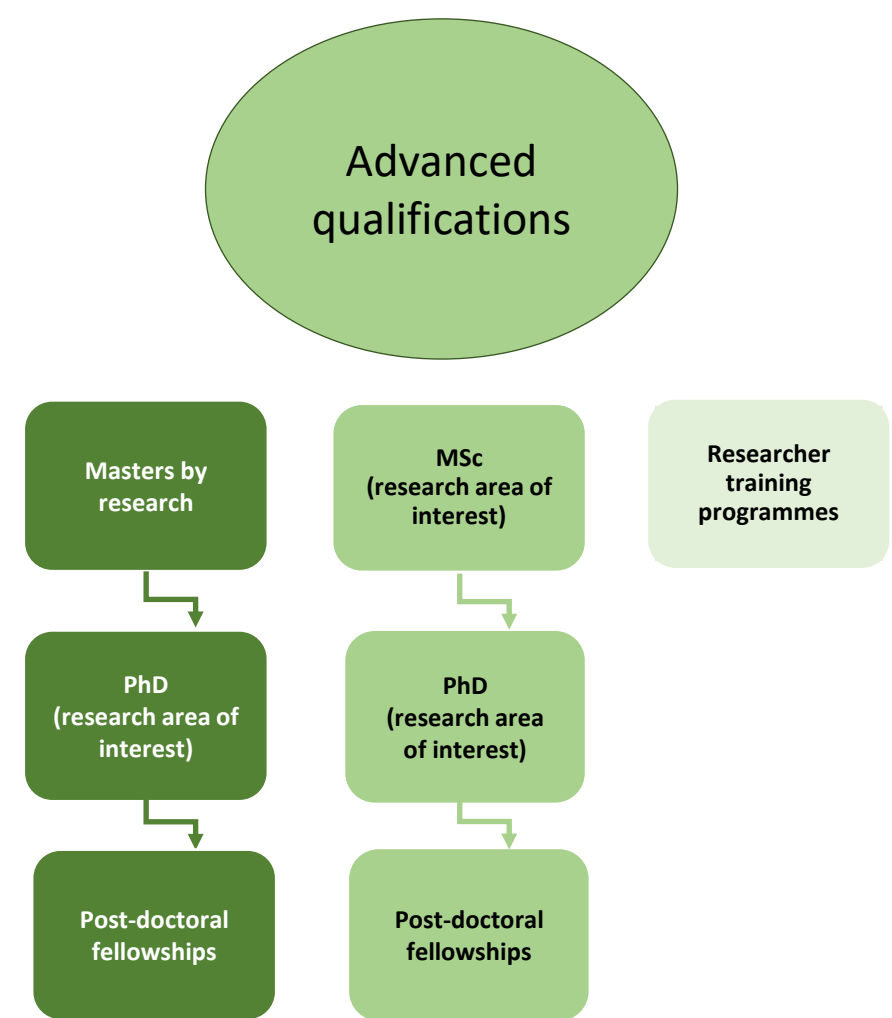 Advanced
qualifications
Masters by
research
MSc
(research area of
interest)
Researcher
training
programmes
PhD
(research area of
interest)
PhD
(research area
of interest)
Post-doctoral
fellowships
Post-doctoral
fellowships